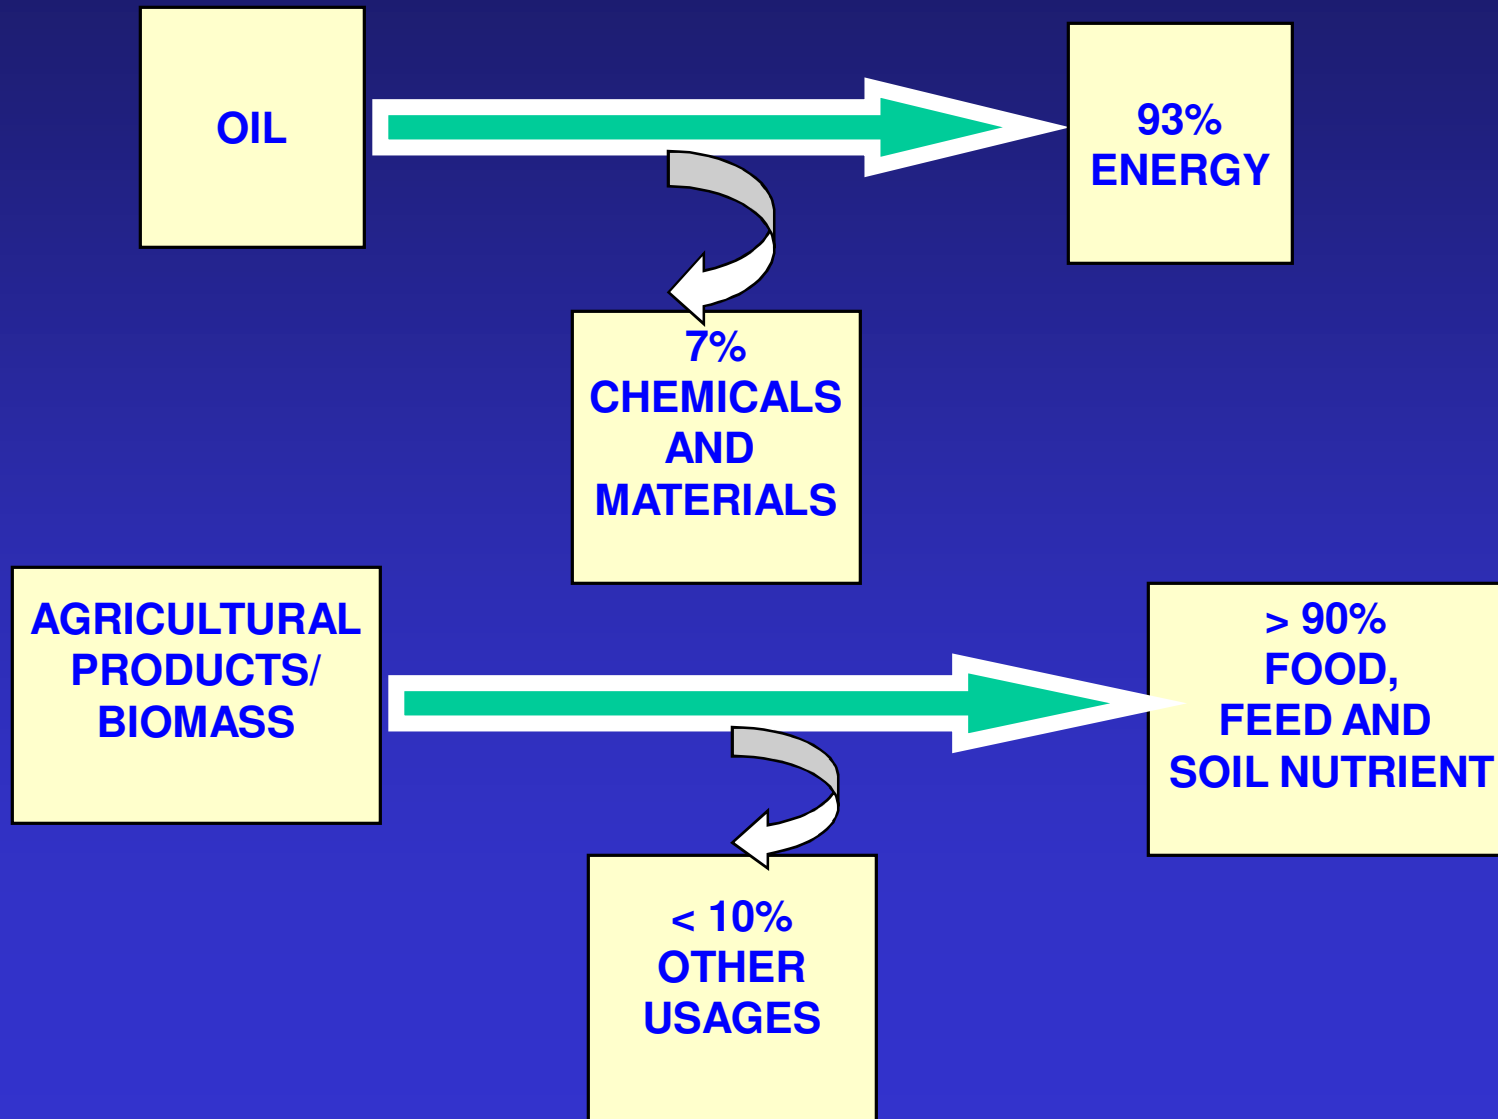 OIL
93%
ENERGY
7%
CHEMICALS
AND
MATERIALS
AGRICULTURAL
PRODUCTS/
BIOMASS
> 90%
FOOD,
FEED AND
SOIL NUTRIENT
< 10%
OTHER
USAGES